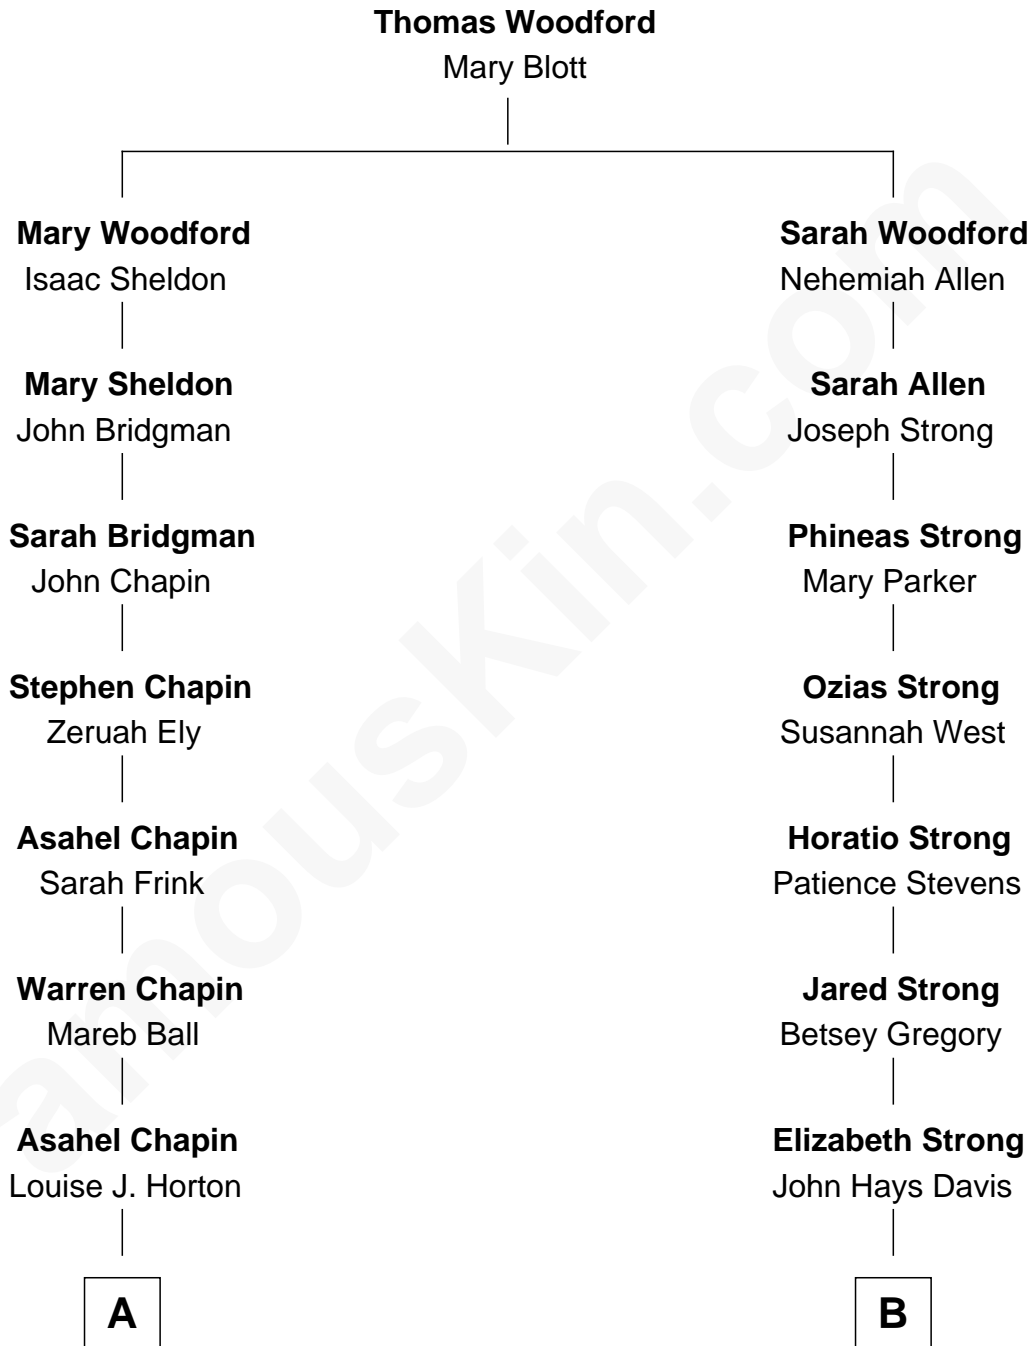 Thomas Woodford
Mary Blott
Mary Woodford
Isaac Sheldon
Sarah Woodford
Nehemiah Allen
Mary Sheldon
John Bridgman
Sarah Allen
Joseph Strong
Sarah Bridgman
John Chapin
Phineas Strong
Mary Parker
Stephen Chapin
Zeruah Ely
Ozias Strong
Susannah West
Asahel Chapin
Sarah Frink
Horatio Strong
Patience Stevens
Warren Chapin
Mareb Ball
Jared Strong
Betsey Gregory
Asahel Chapin
Louise J. Horton
Elizabeth Strong
John Hays Davis
A
B
amouskin.com